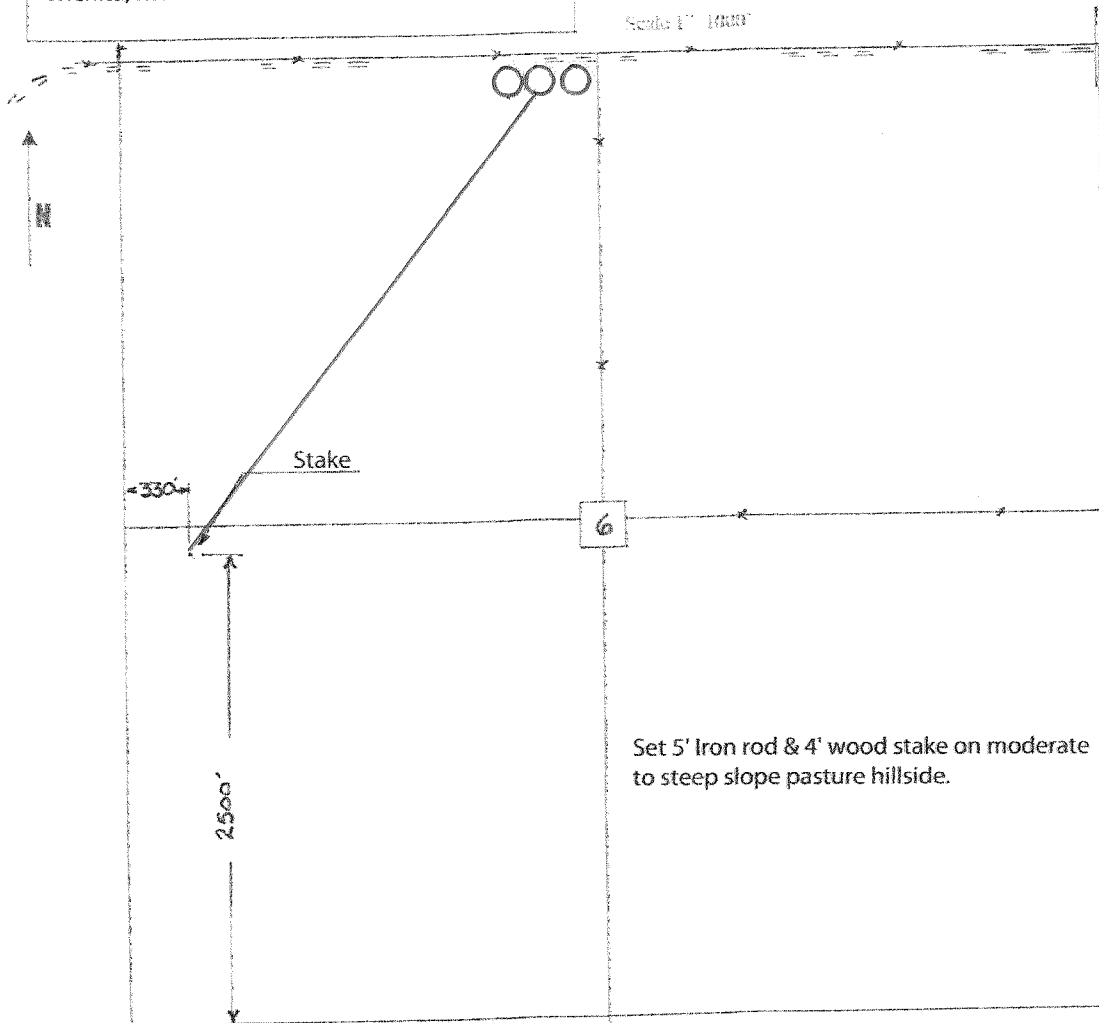 Scale 1" 1000'
N
Stake
330'
6
Set 5' Iron rod & 4' wood stake on moderate
to steep slope pasture hillside.
2500'